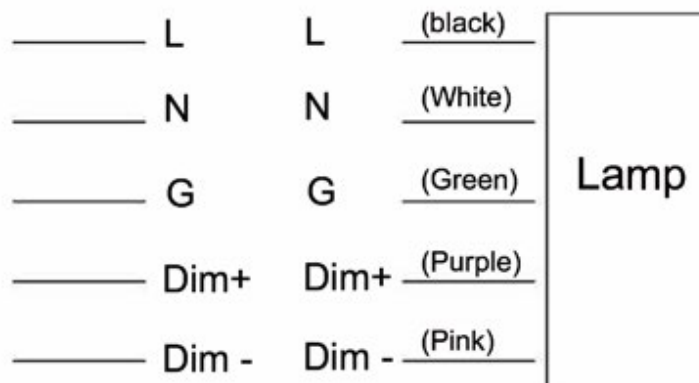 L L (black)
N N (White)
G G (Green)
Lamp
Dim+ Dim+ (Purple)
Dim - Dim - (Pink)